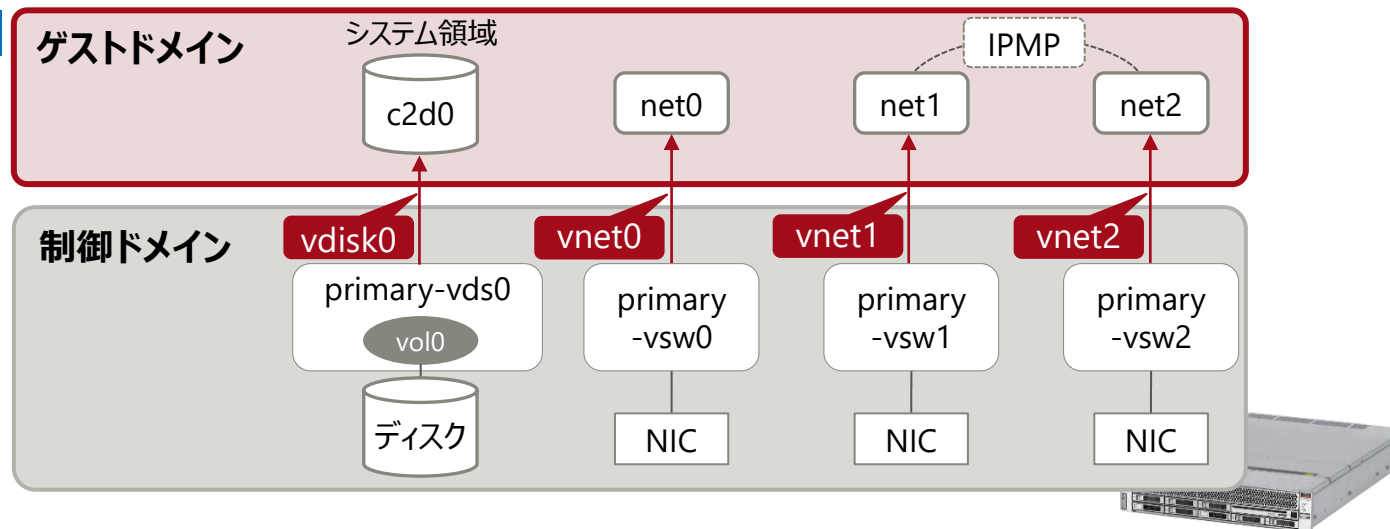 ゲストドメイン
システム領域
IPMP
c2d0
net0
net1
net2
制御ドメイン
vdisk0
vnet0
vnet1
vnet2
primary-vds0
vol0
primary
-vsw0
primary
-vsw1
primary
-vsw2
ディスク
NIC
NIC
NIC